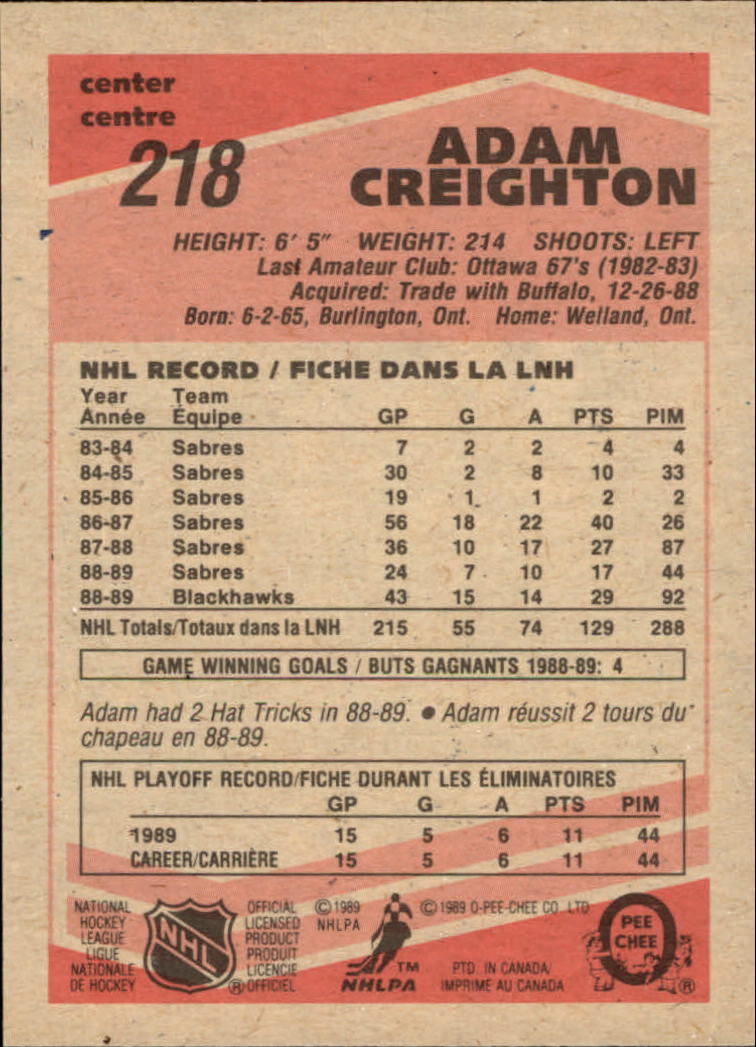 center
centre
218
ADAM
CREIGHTON
HEIGHT: 6' 5" WEIGHT: 214 SHOOTS: LEFT
Last Amateur Club: Ottawa 67's (1982-83)
Acquired: Trade with Buffalo, 12-26-88
Born: 6-2-65, Burlington, Ont. Home: Welland, Ont.
NHL RECORD / FICHE DANS LA LNH
Year Team
Année Équipe GP G A PTS PIM
83-84 Sabres 7 2 2 4 4
84-85 Sabres 30 2 8 10 33
85-86 Sabres 19 1 1 2 2
86-87 Sabres 56 18 22 40 26
87-88 Sabres 36 10 17 27 87
88-89 Sabres 24 7 10 17 44
88-89 Blackhawks 43 15 14 29 92
NHL Totals/Totaux dans la LNH 215 55 74 129 288
GAME WINNING GOALS / BUTS GAGNANTS 1988-89: 4
Adam had 2 Hat Tricks in 88-89. ● Adam réussit 2 tours du
chapeau en 88-89.
NHL PLAYOFF RECORD/FICHE DURANT LES ÉLIMINATOIRES
GP G A PTS PIM
1989 15 5 6 11 44
CAREER/CARRIÈRE 15 5 6 11 44
NATIONAL
HOCKEY
LEAGUE
LIGUE
NATIONALE
DE HOCKEY
NHL
OFFICIAL
LICENSED
PRODUCT
PRODUIT
LICENCIE
® OFFICIEL
© 1989
NHLPA
TM
NHLPA
© 1989 O-PEE-CHEE CO. LTD.
PTD. IN CANADA/
IMPRIME AU CANADA
O
PEE
CHEE
®